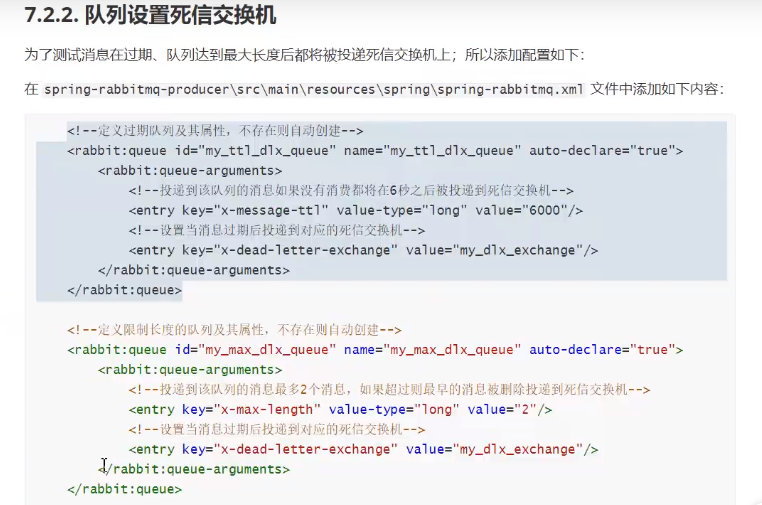 7.2.2. 队列设置死信交换机
为了测试消息在过期、队列达到最大长度后都将被投递死信交换机上；所以添加配置如下：
在 spring-rabbitmq-producer\src\main\resources\spring\spring-rabbitmq.xml 文件中添加如下内容：
<!--定义过期队列及其属性，不存在则自动创建-->
<rabbit:queue id="my_ttl_dlx_queue" name="my_ttl_dlx_queue" auto-declare="true">
<rabbit:queue-arguments>
<!--投递到该队列的消息如果没有消费都将在6秒之后被投递到死信交换机-->
<entry key="x-message-ttl" value-type="long" value="6000"/>
<!--设置当消息过期后投递到对应的死信交换机-->
<entry key="x-dead-letter-exchange" value="my_dlx_exchange"/>
</rabbit:queue-arguments>
</rabbit:queue>
<!--定义限制长度的队列及其属性，不存在则自动创建-->
<rabbit:queue id="my_max_dlx_queue" name="my_max_dlx_queue" auto-declare="true">
<rabbit:queue-arguments>
<!--投递到该队列的消息最多2个消息，如果超过则最早的消息被删除投递到死信交换机-->
<entry key="x-max-length" value-type="long" value="2"/>
<!--设置当消息过期后投递到对应的死信交换机-->
<entry key="x-dead-letter-exchange" value="my_dlx_exchange"/>
</rabbit:queue-arguments>
</rabbit:queue>